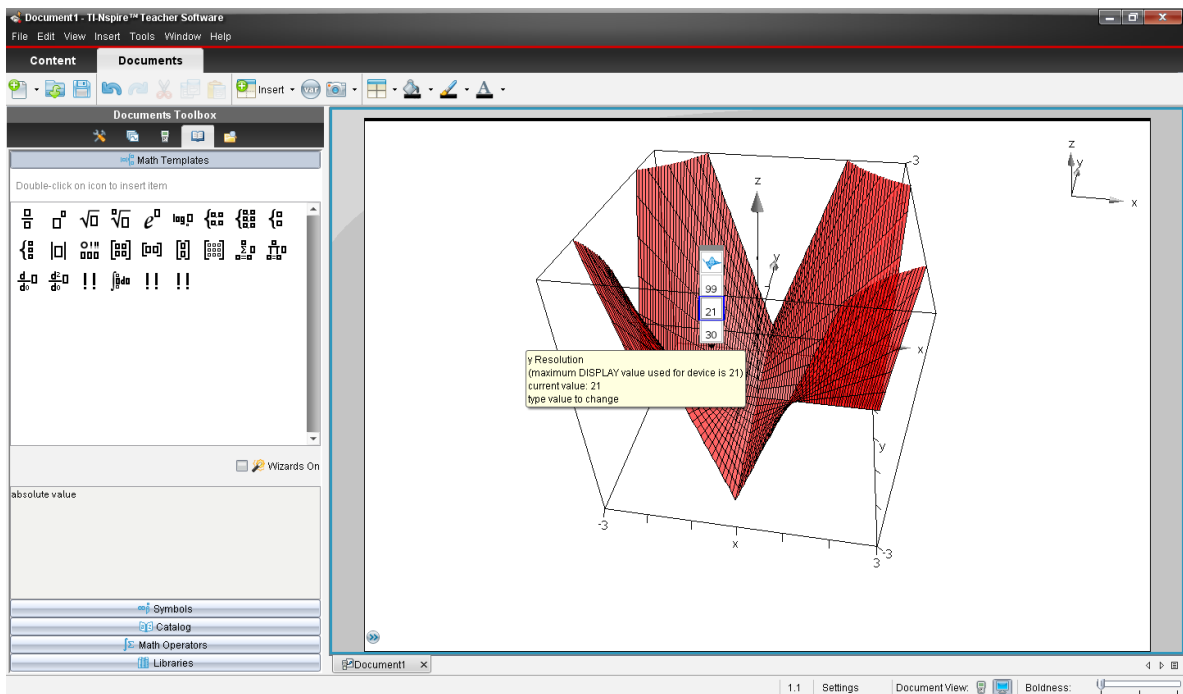 Document1 - TI-Nspire™ Teacher Software
File Edit View Insert Tools Window Help
Content Documents
Insert var A
Documents Toolbox
Math Templates
Double-click on icon to insert item
Wizards On
absolute value
Symbols
Catalog
Math Operators
Libraries
z
y
x
3
z
y
99
21
30
x
y Resolution
(maximum DISPLAY value used for device is 21)
current value: 21
type value to change
y
-3
x
3
-3
Document1
1.1 Settings Document View: Boldness: